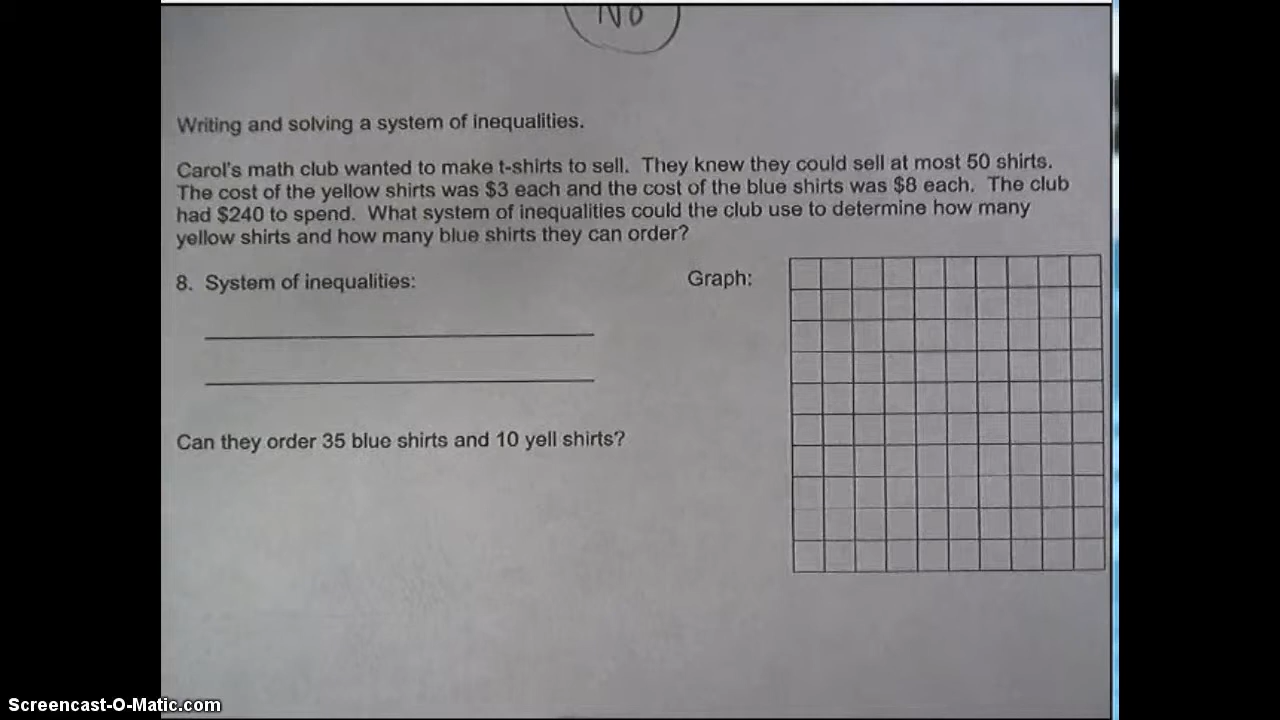 No
Writing and solving a system of inequalities.
Carol's math club wanted to make t-shirts to sell. They knew they could sell at most 50 shirts.
The cost of the yellow shirts was $3 each and the cost of the blue shirts was $8 each. The club
had $240 to spend. What system of inequalities could the club use to determine how many
yellow shirts and how many blue shirts they can order?
8. System of inequalities:
Graph:
Can they order 35 blue shirts and 10 yell shirts?
Screencast-O-Matic.com